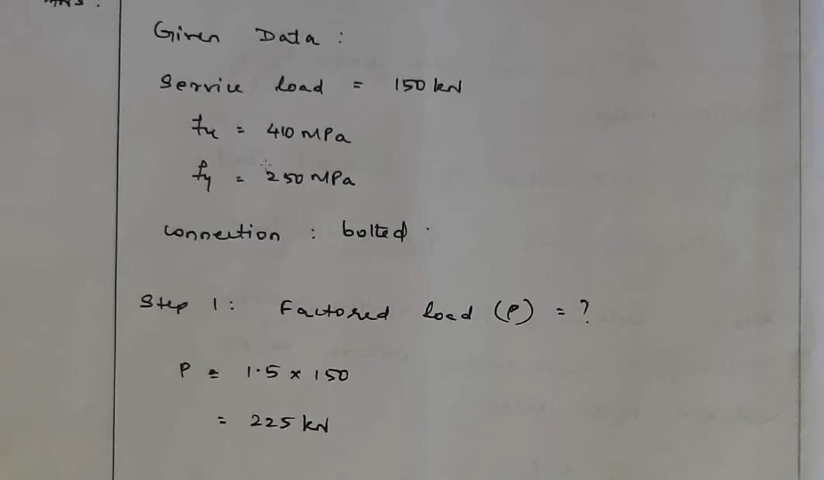 Given Data :
Service load = 150 kN
fu = 410 MPa
fy = 250 MPa
Connection : bolted .
Step 1 : Factored load (P) = ?
P = 1.5 x 150
= 225 kN